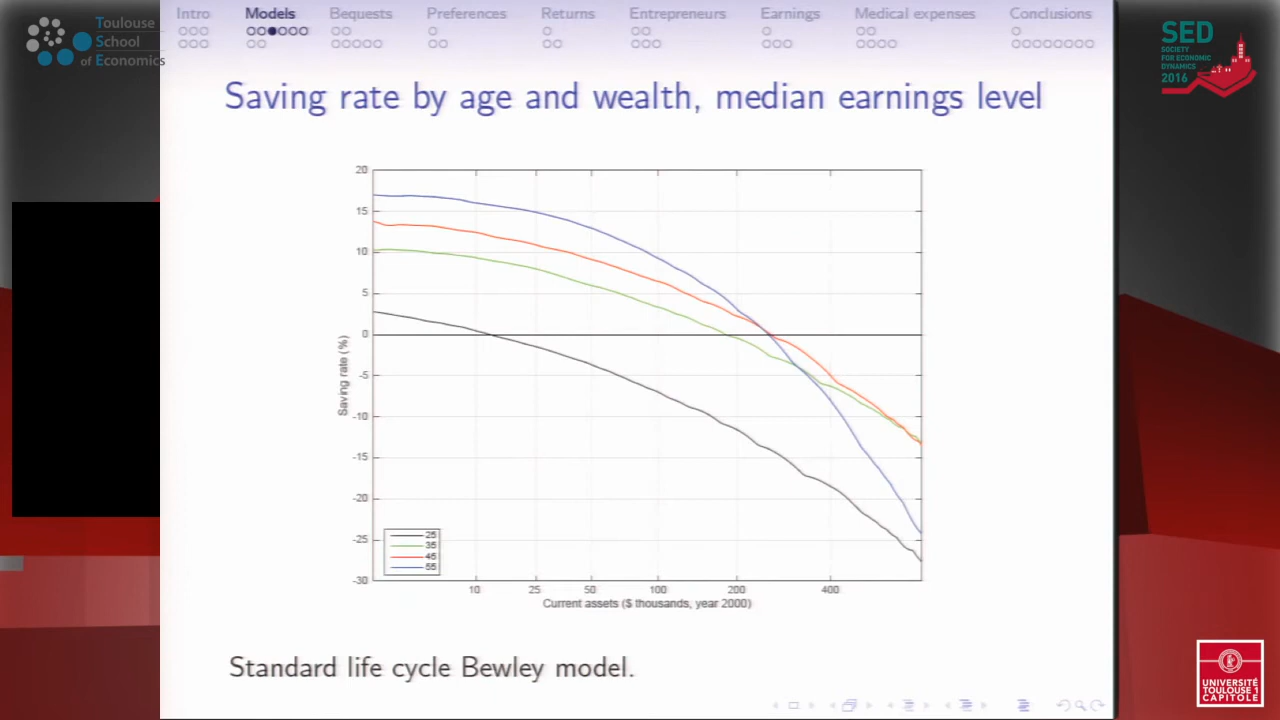 Toulouse
School
of Economics
Intro Models Bequests Preferences Returns Entrepreneurs Earnings Medical expenses Conclusions
SED
SOCIETY
FOR ECONOMIC
DYNAMICS
2016
Saving rate by age and wealth, median earnings level
20
15
10
5
0
-5
-10
-15
-20
-25
-30
Saving rate (%)
25
35
45
55
10 25 50 100 200 400
Current assets ($ thousands, year 2000)
Standard life cycle Bewley model.
UNIVERSITÉ
TOULOUSE 1
CAPITOLE